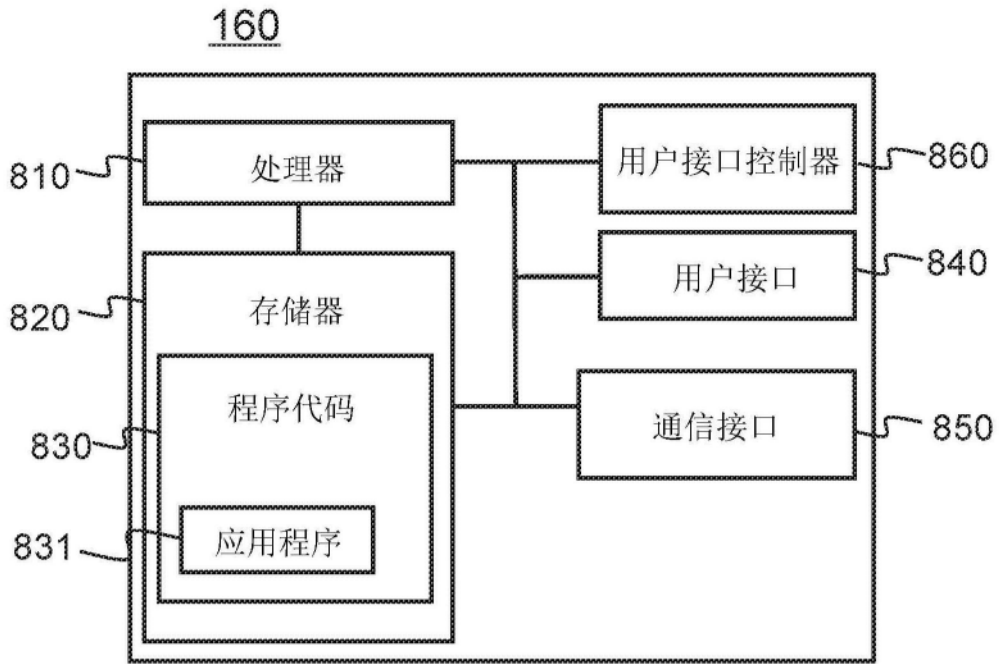 160
810
处理器
用户接口控制器
860
820
存储器
用户接口
840
830
程序代码
通信接口
850
831
应用程序